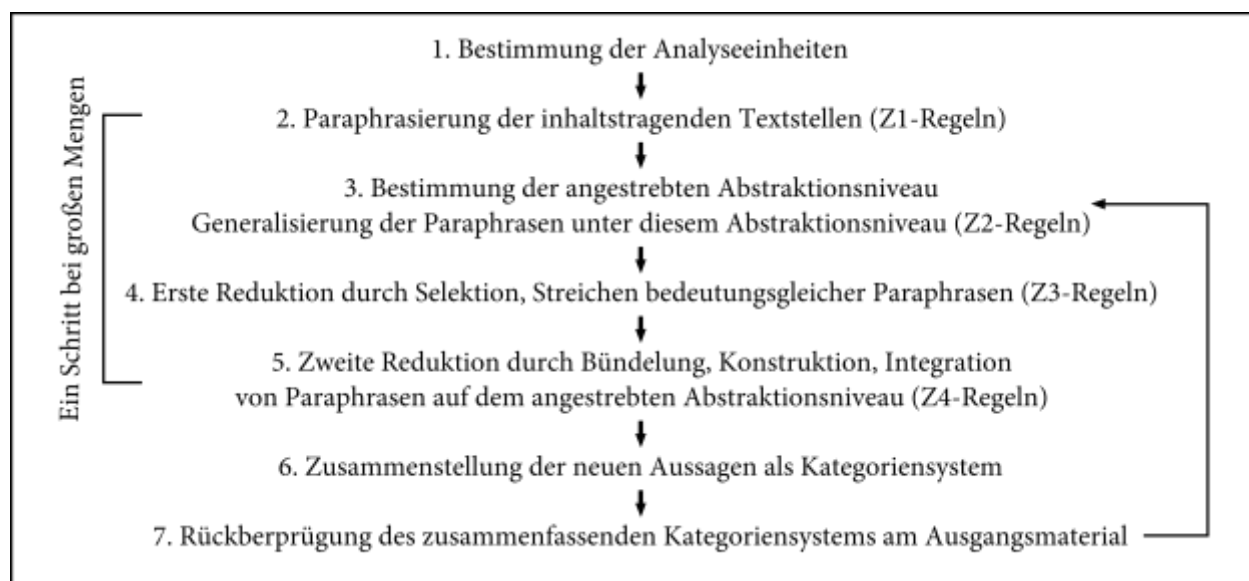 Ein Schritt bei großen Mengen
1. Bestimmung der Analyseeinheiten
2. Paraphrasierung der inhaltstragenden Textstellen (Z1-Regeln)
3. Bestimmung der angestrebten Abstraktionsniveau
Generalisierung der Paraphrasen unter diesem Abstraktionsniveau (Z2-Regeln)
4. Erste Reduktion durch Selektion, Streichen bedeutungsgleicher Paraphrasen (Z3-Regeln)
5. Zweite Reduktion durch Bündelung, Konstruktion, Integration
von Paraphrasen auf dem angestrebten Abstraktionsniveau (Z4-Regeln)
6. Zusammenstellung der neuen Aussagen als Kategoriensystem
7. Rückberprügung des zusammenfassenden Kategoriensystems am Ausgangsmaterial